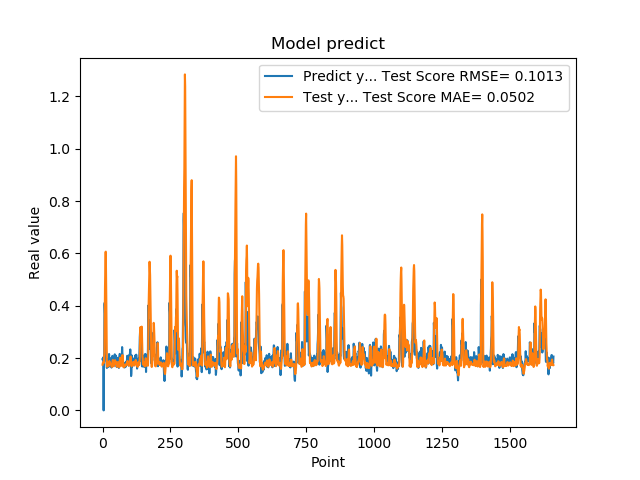 Model predict
Predict y... Test Score RMSE= 0.1013
Test y... Test Score MAE= 0.0502
Real value
1.2
1.0
0.8
0.6
0.4
0.2
0.0
0 250 500 750 1000 1250 1500
Point